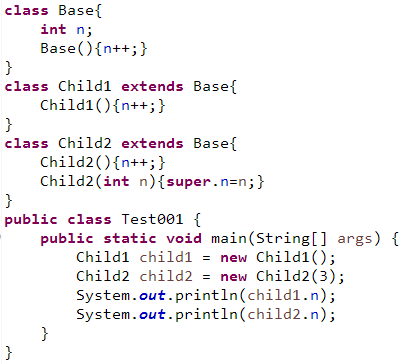 class Base{
    int n;
    Base(){n++;}
}
class Child1 extends Base{
    Child1(){n++;}
}
class Child2 extends Base{
    Child2(){n++;}
    Child2(int n){super.n=n;}
}
public class Test001 {
    public static void main(String[] args) {
        Child1 child1 = new Child1();
        Child2 child2 = new Child2(3);
        System.out.println(child1.n);
        System.out.println(child2.n);
    }
}